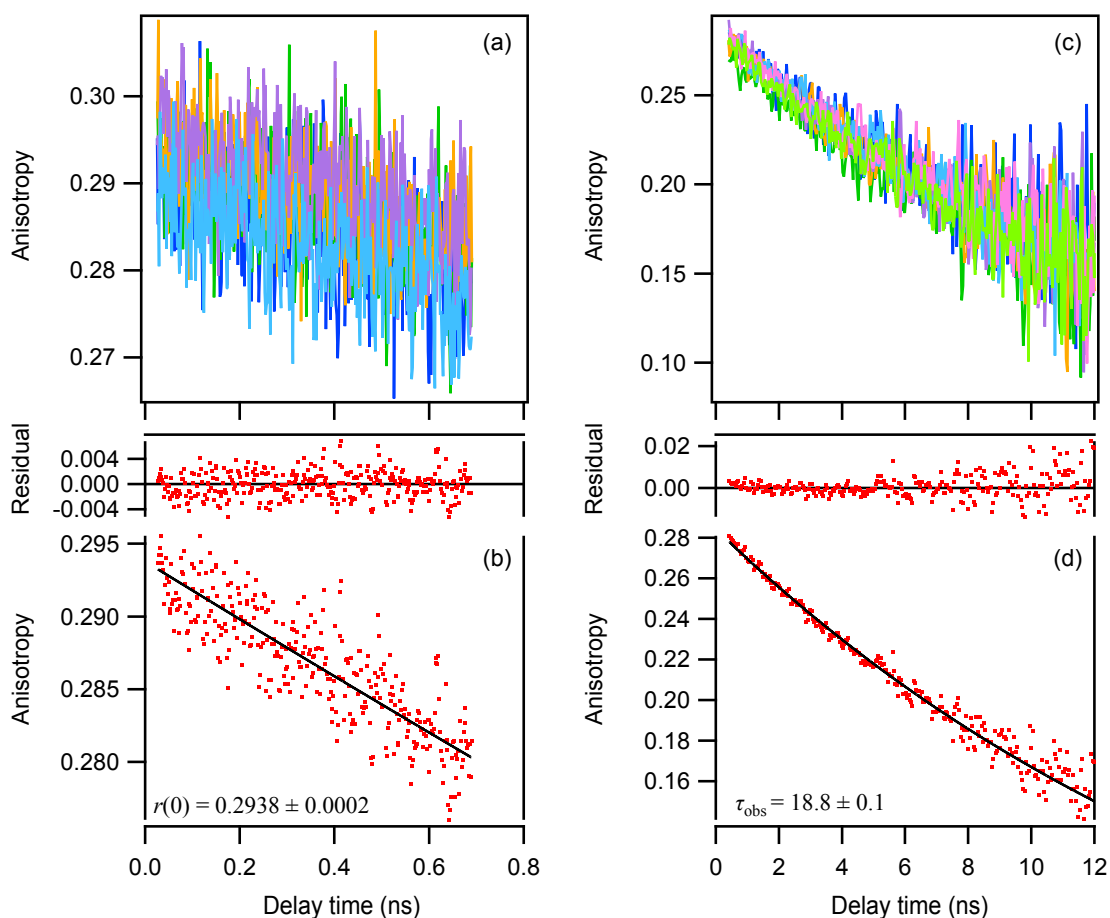 (a)
0.30
0.29
0.28
0.27
Anisotropy
0.004
0.000
-0.004
Residual
0.295
0.290
0.285
0.280
Anisotropy
(b)
r(0) = 0.2938 ± 0.0002
0.0
0.2
0.4
0.6
0.8
Delay time (ns)
(c)
0.25
0.20
0.15
0.10
Anisotropy
0.02
0.00
Residual
0.28
0.26
0.24
0.22
0.20
0.18
0.16
Anisotropy
(d)
τobs = 18.8 ± 0.1
0
2
4
6
8
10
12
Delay time (ns)